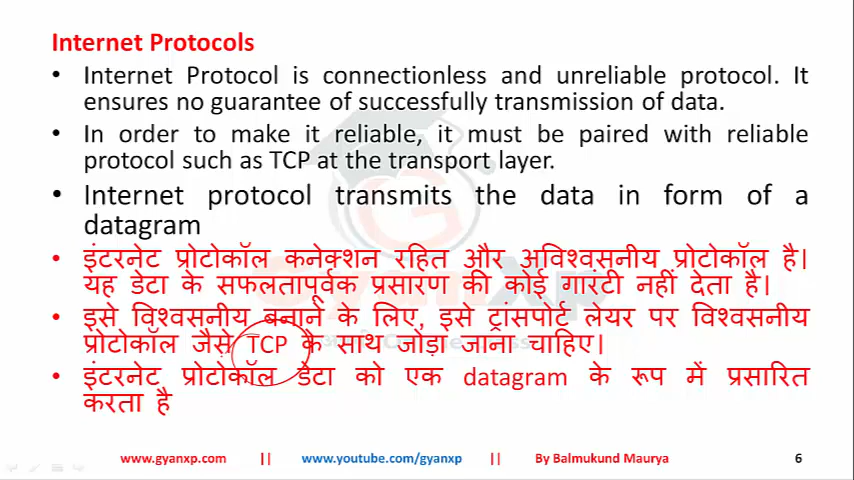 Internet Protocols
• Internet Protocol is connectionless and unreliable protocol. It
ensures no guarantee of successfully transmission of data.
• In order to make it reliable, it must be paired with reliable
protocol such as TCP at the transport layer.
• Internet protocol transmits the data in form of a
datagram
• इंटरनेट प्रोटोकॉल कनेक्शन रहित और अविश्वसनीय प्रोटोकॉल है।
यह डेटा के सफलतापूर्वक प्रसारण की कोई गारंटी नहीं देता है।
• इसे विश्वसनीय बनाने के लिए, इसे ट्रांसपोर्ट लेयर पर विश्वसनीय
प्रोटोकॉल जैसे TCP के साथ जोड़ा जाना चाहिए।
• इंटरनेट प्रोटोकॉल डेटा को एक datagram के रूप में प्रसारित
करता है
www.gyanxp.com || www.youtube.com/gyanxp || By Balmukund Maurya 6